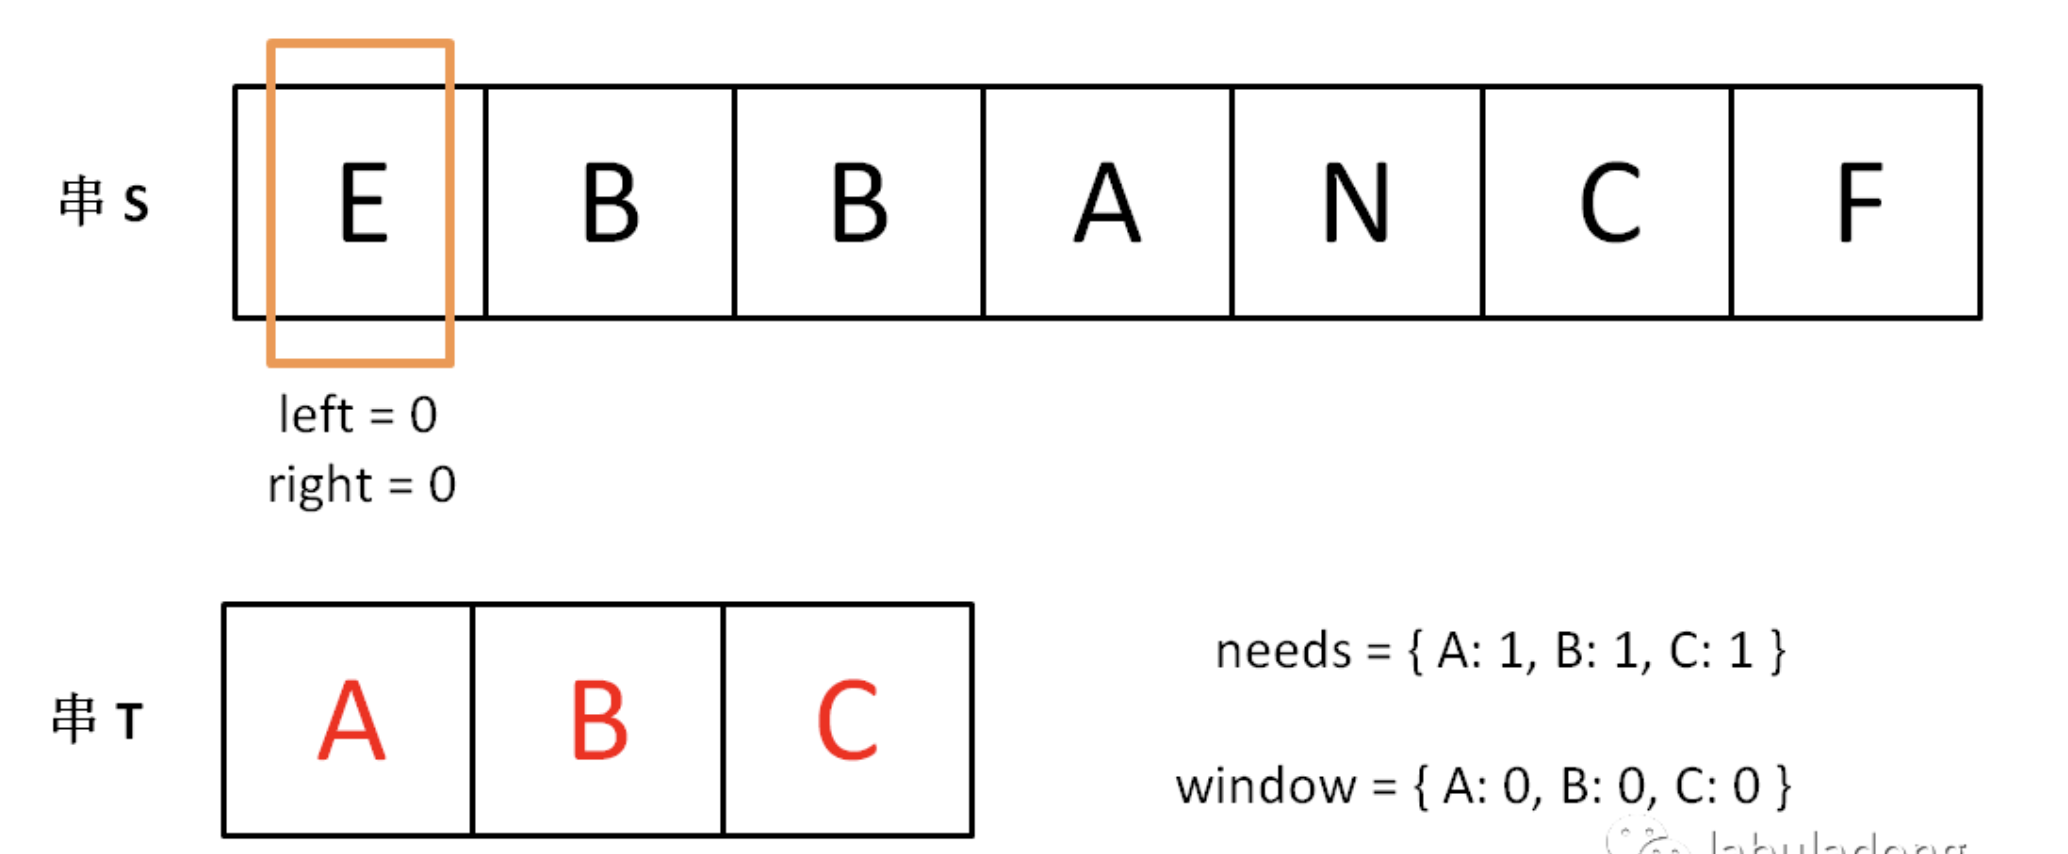 串 S E B B A N C F
left = 0
right = 0
串 T A B C
needs = { A: 1, B: 1, C: 1 }
window = { A: 0, B: 0, C: 0 }
labuladong